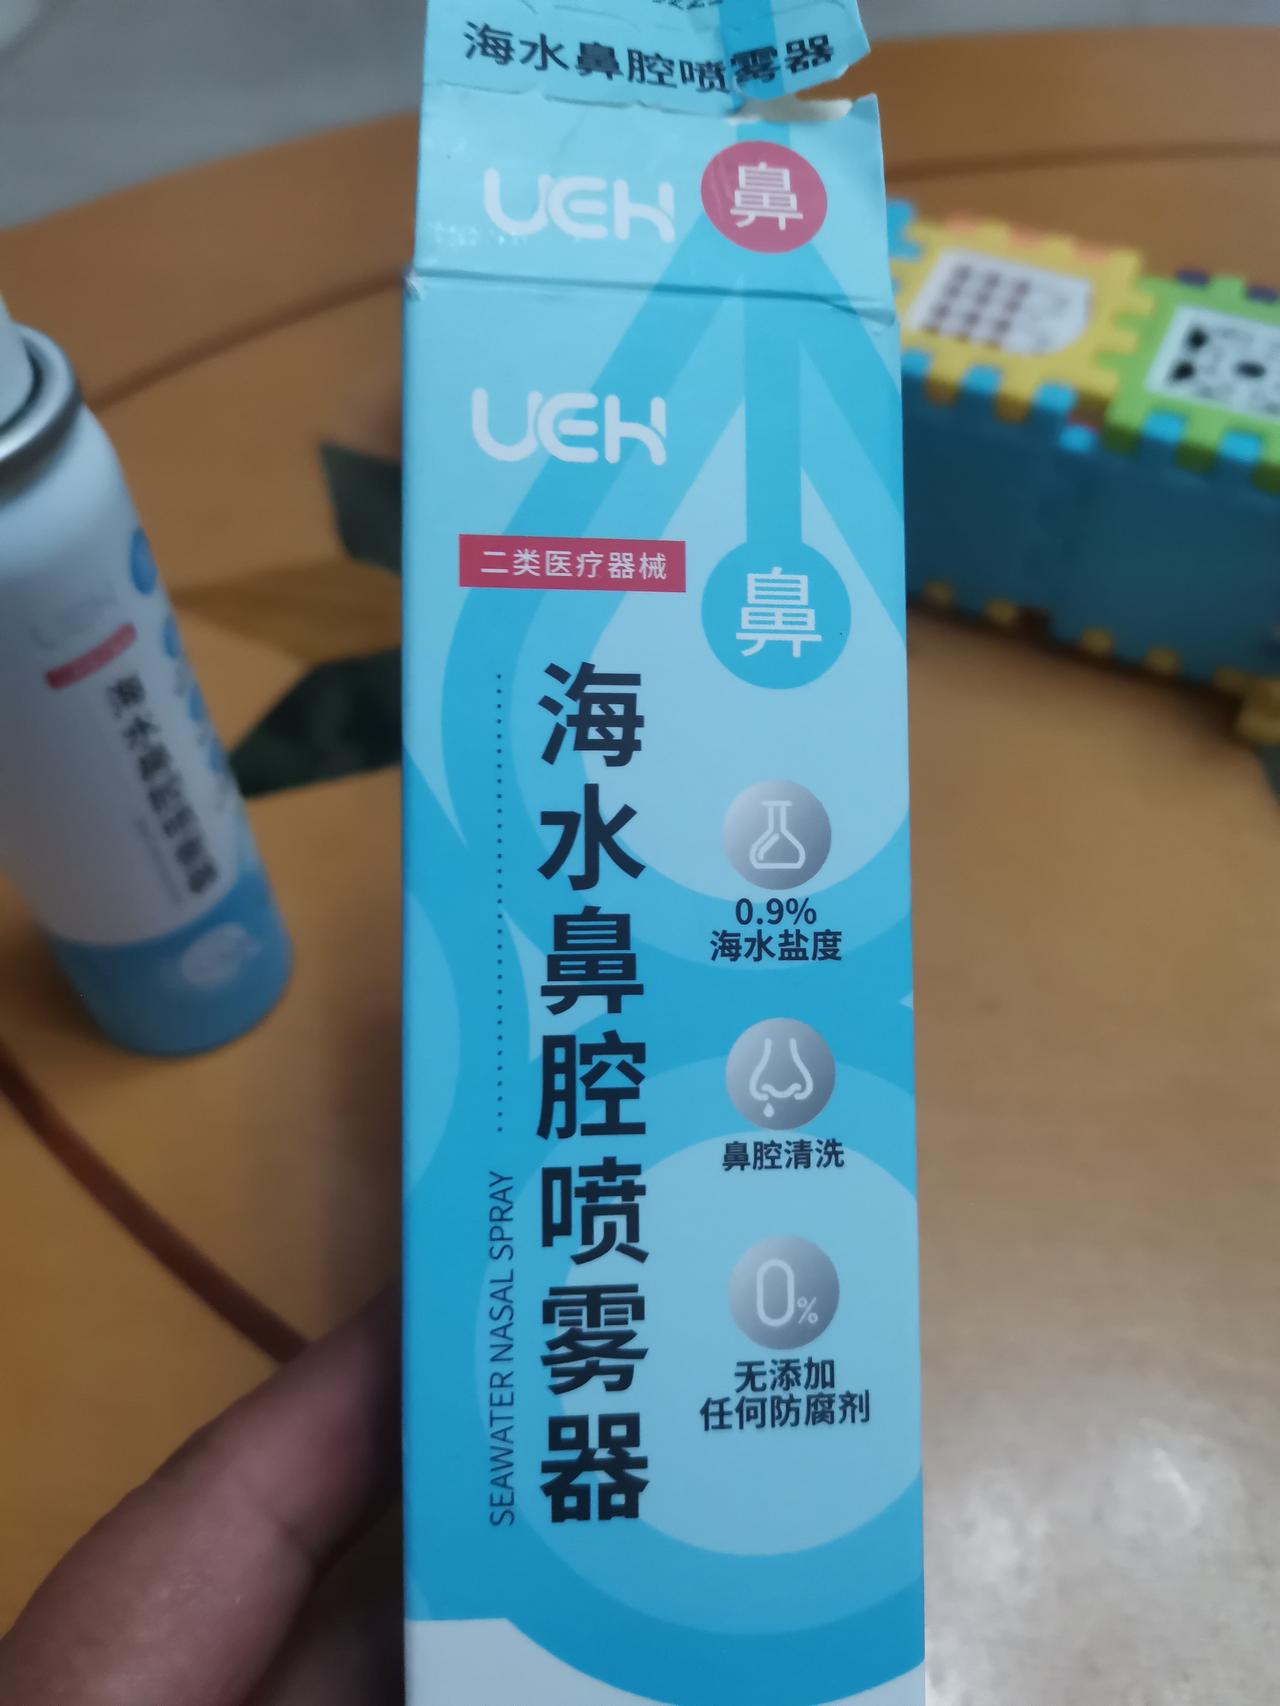 海水鼻腔喷雾器
UEK
鼻
UEK
二类医疗器械
鼻
海水鼻腔喷雾器
SEAWATER NASAL SPRAY
0.9%
海水盐度
鼻腔清洗
0%
无添加
任何防腐剂
海水鼻腔喷雾器